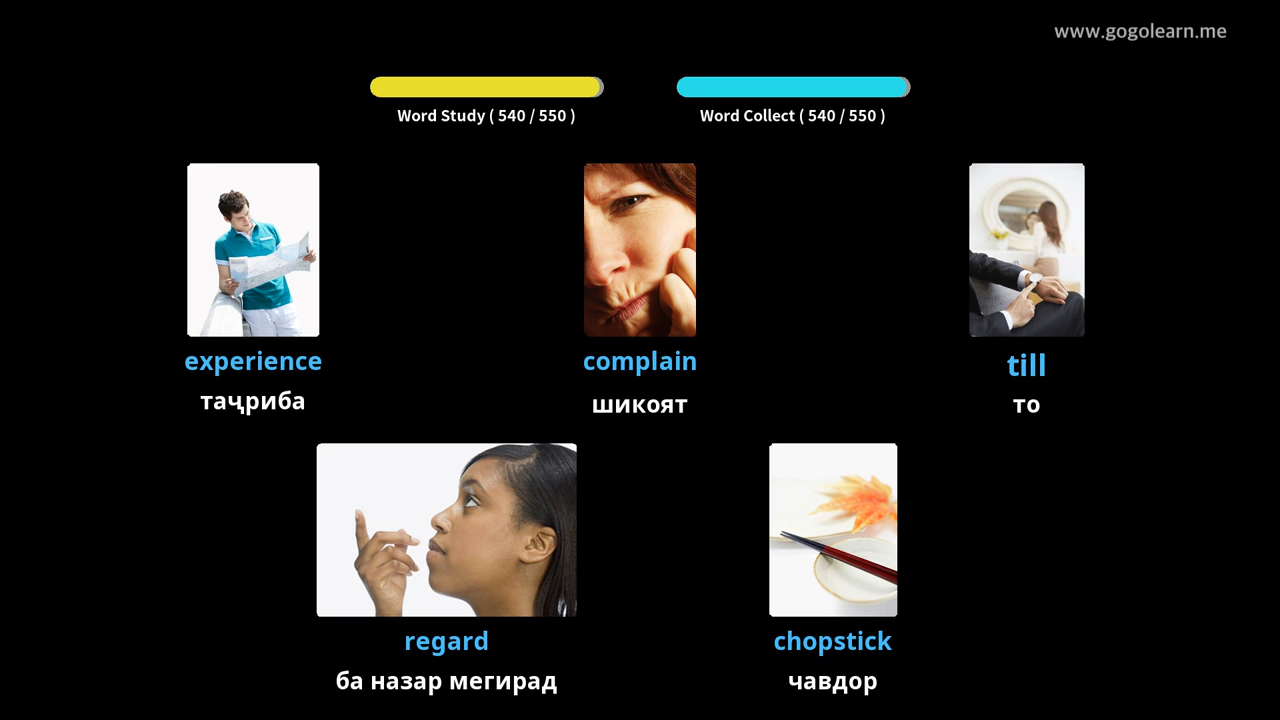 www.gogolearn.me
Word Study ( 540 / 550 )
Word Collect ( 540 / 550 )
experience
таҷриба
complain
шикоят
till
то
regard
ба назар мегирад
chopstick
чавдор